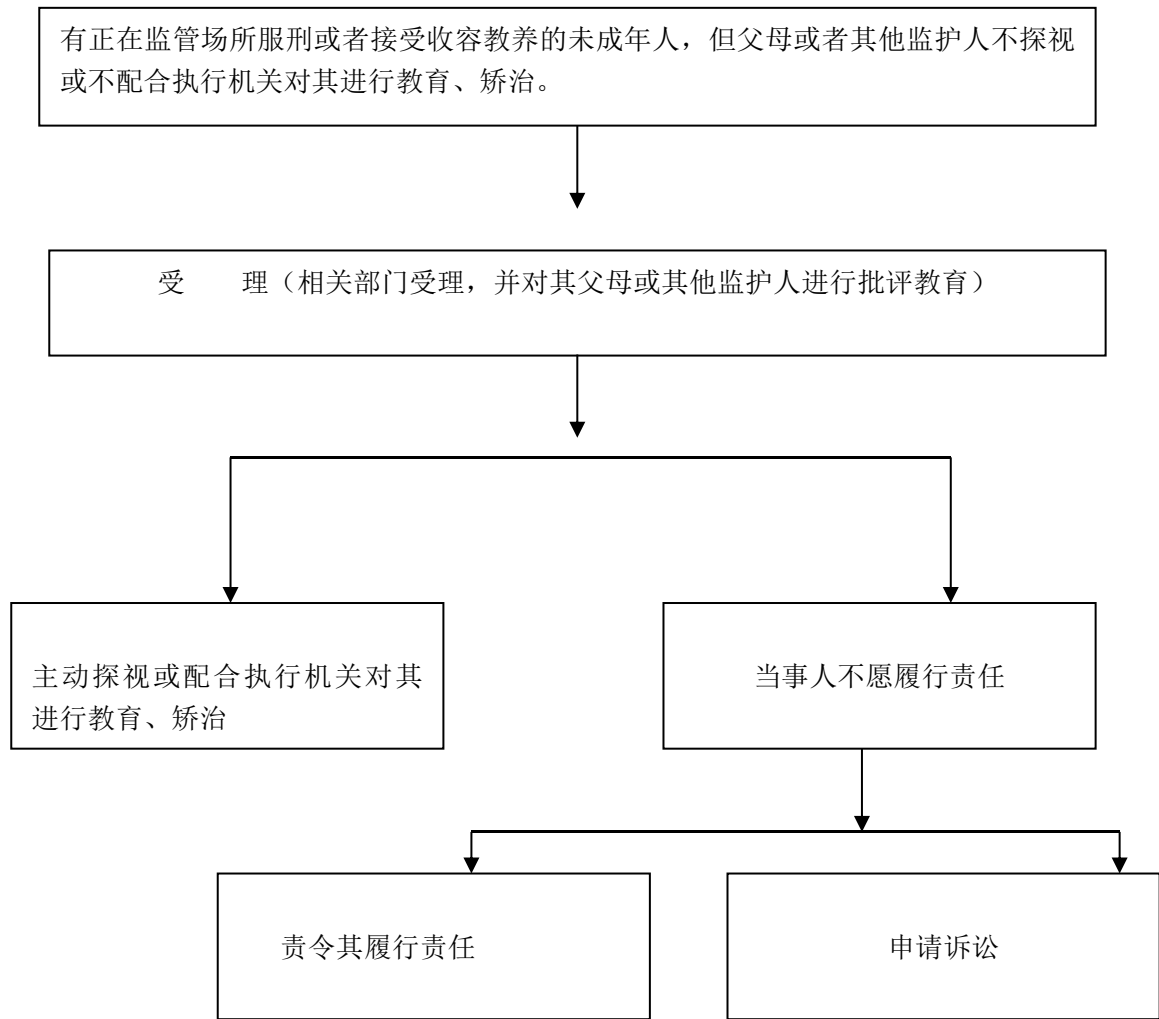 有正在监管场所服刑或者接受收容教养的未成年人，但父母或者其他监护人不探视
或不配合执行机关对其进行教育、矫治。
受　　理（相关部门受理，并对其父母或其他监护人进行批评教育）
主动探视或配合执行机关对其
进行教育、矫治
当事人不愿履行责任
责令其履行责任
申请诉讼